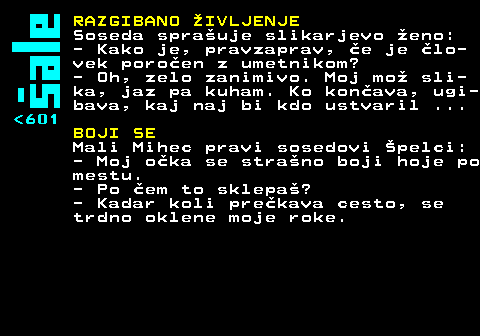 šale
<601
RAZGIBANO ŽIVLJENJE
Soseda sprašuje slikarjevo ženo:
- Kako je, pravzaprav, če je člo-
vek poročen z umetnikom?
- Oh, zelo zanimivo. Moj mož sli-
ka, jaz pa kuham. Ko končava, ugi-
bava, kaj naj bi kdo ustvaril ...
BOJI SE
Mali Mihec pravi sosedovi Špelci:
- Moj očka se strašno boji hoje po
mestu.
- Po čem to sklepaš?
- Kadar koli prečkava cesto, se
trdno oklene moje roke.